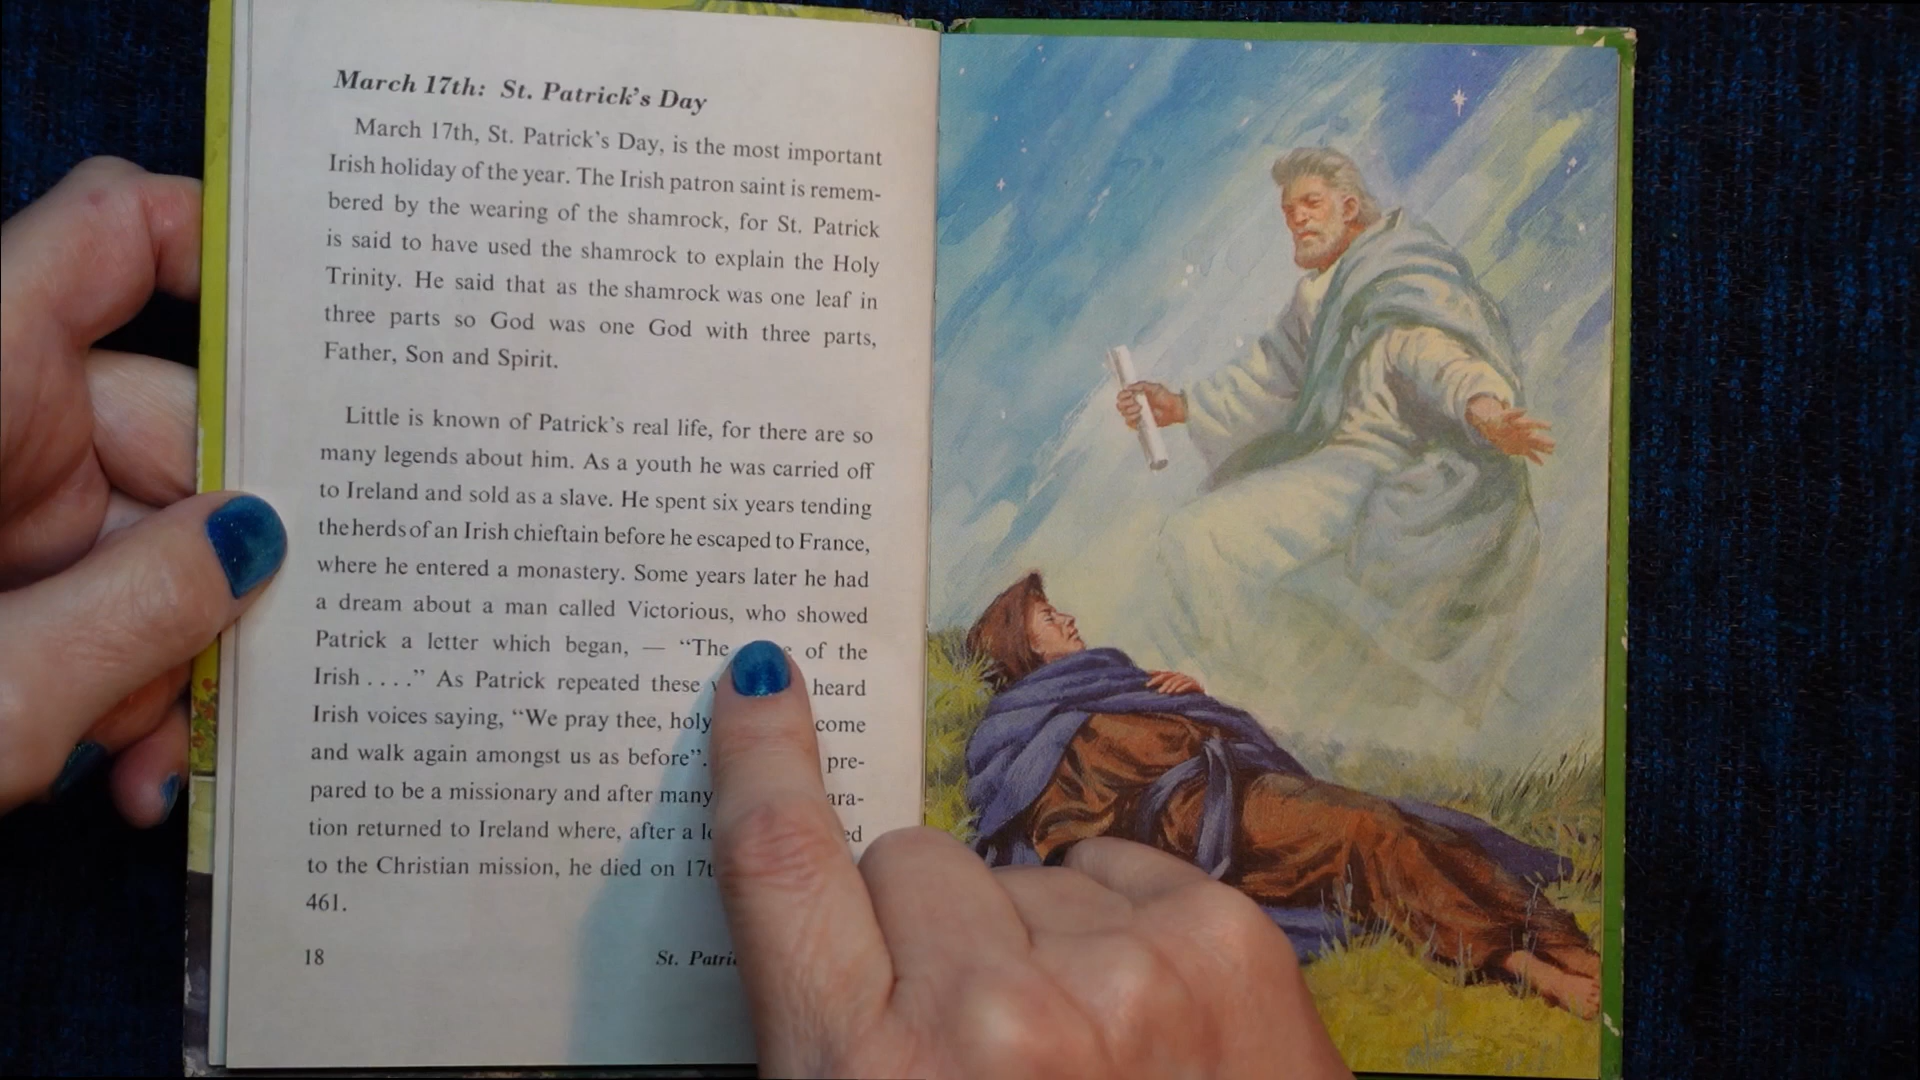 March 17th: St. Patrick's Day
March 17th, St. Patrick's Day, is the most important
Irish holiday of the year. The Irish patron saint is remem-
bered by the wearing of the shamrock, for St. Patrick
is said to have used the shamrock to explain the Holy
Trinity. He said that as the shamrock was one leaf in
three parts so God was one God with three parts,
Father, Son and Spirit.
Little is known of Patrick's real life, for there are so
many legends about him. As a youth he was carried off
to Ireland and sold as a slave. He spent six years tending
the herds of an Irish chieftain before he escaped to France,
where he entered a monastery. Some years later he had
a dream about a man called Victorious, who showed
Patrick a letter which began, — “The of the
Irish . . . .” As Patrick repeated these heard
Irish voices saying, “We pray thee, holy come
and walk again amongst us as before”. pre-
pared to be a missionary and after many ara-
tion returned to Ireland where, after a ed
to the Christian mission, he died on
461.
18
St.